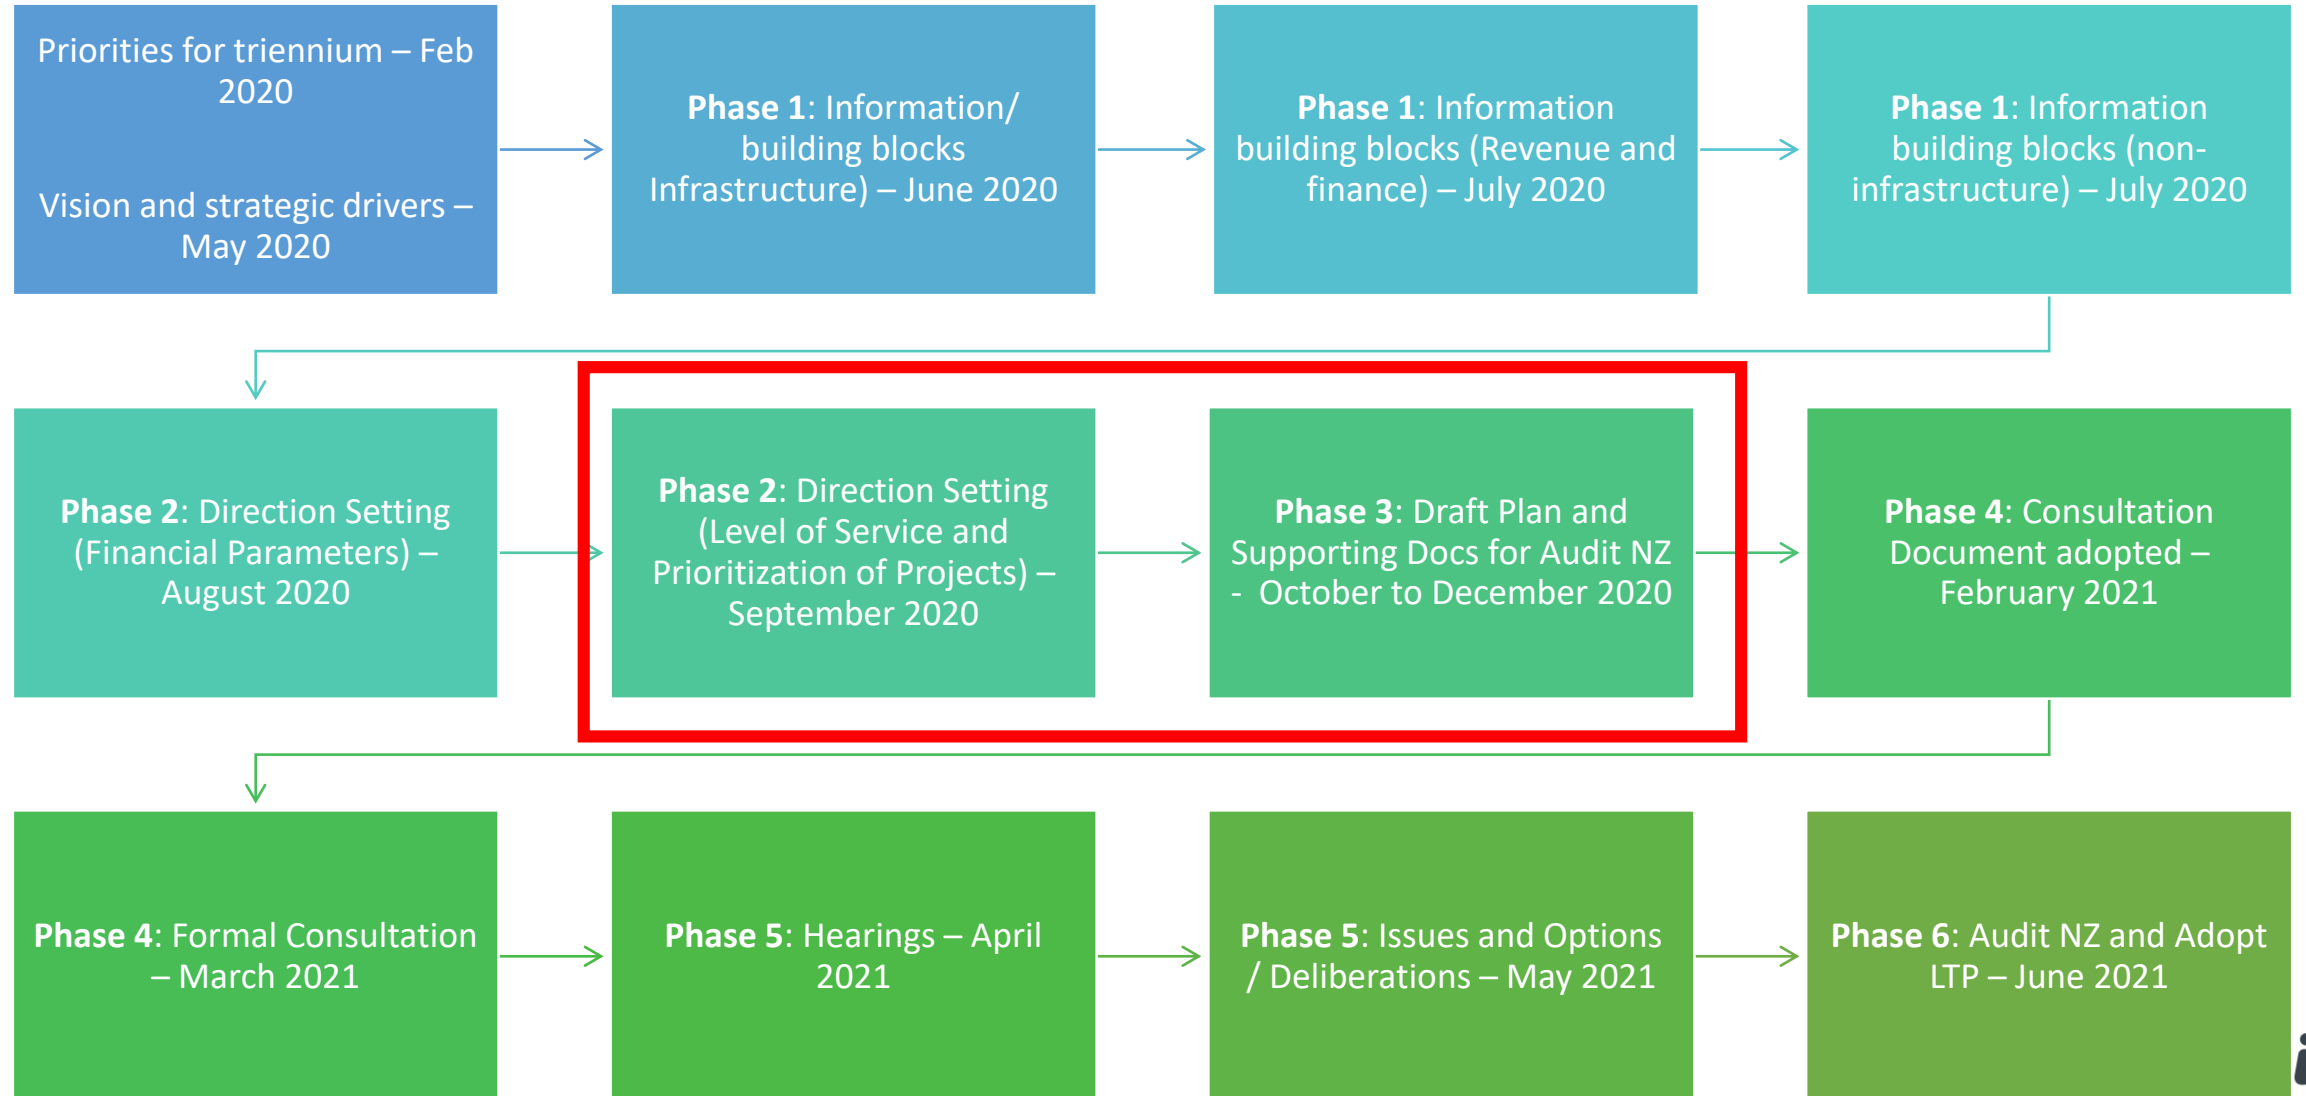 Priorities for triennium – Feb
2020
Vision and strategic drivers –
May 2020
Phase 1: Information/
building blocks
Infrastructure) – June 2020
Phase 1: Information
building blocks (Revenue and
finance) – July 2020
Phase 1: Information
building blocks (non-
infrastructure) – July 2020
Phase 2: Direction Setting
(Financial Parameters) –
August 2020
Phase 2: Direction Setting
(Level of Service and
Prioritization of Projects) –
September 2020
Phase 3: Draft Plan and
Supporting Docs for Audit NZ
- October to December 2020
Phase 4: Consultation
Document adopted –
February 2021
Phase 4: Formal Consultation
– March 2021
Phase 5: Hearings – April
2021
Phase 5: Issues and Options
/ Deliberations – May 2021
Phase 6: Audit NZ and Adopt
LTP – June 2021